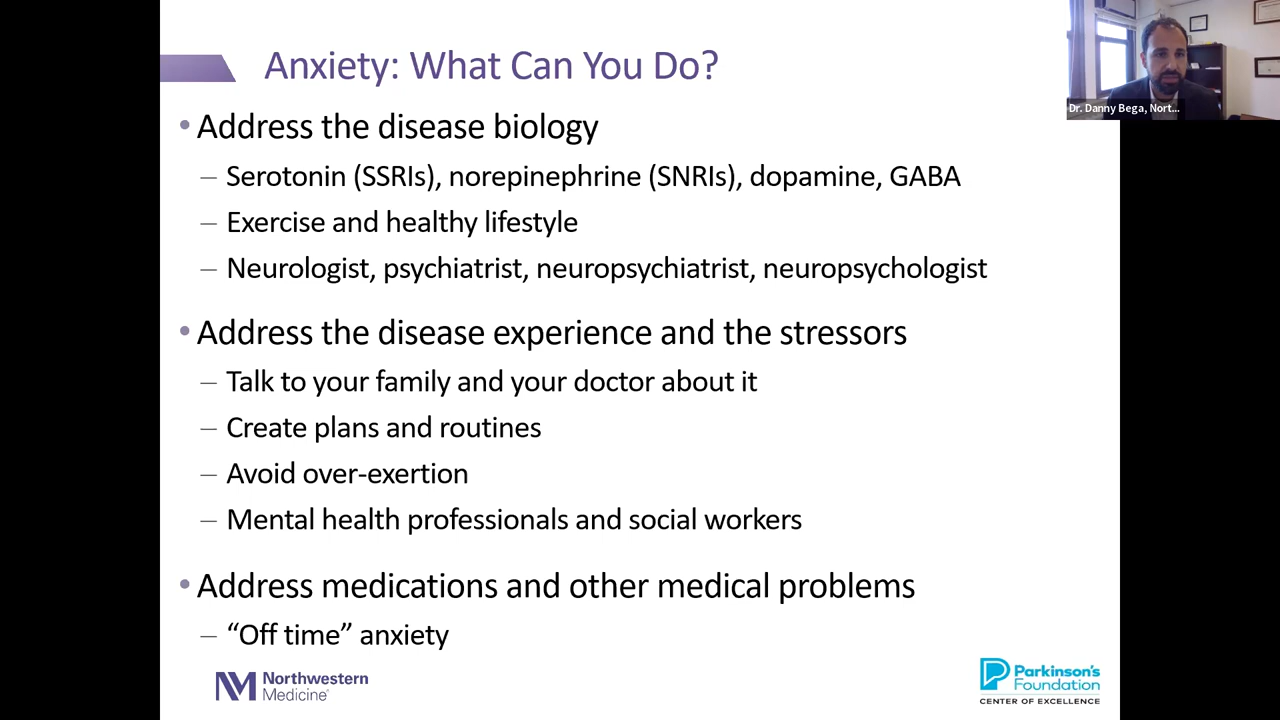 Anxiety: What Can You Do?
Dr. Danny Bega, Nort...
• Address the disease biology
– Serotonin (SSRIs), norepinephrine (SNRIs), dopamine, GABA
– Exercise and healthy lifestyle
– Neurologist, psychiatrist, neuropsychiatrist, neuropsychologist
• Address the disease experience and the stressors
– Talk to your family and your doctor about it
– Create plans and routines
– Avoid over-exertion
– Mental health professionals and social workers
• Address medications and other medical problems
– “Off time” anxiety
NM Northwestern
Medicine®
Parkinson's
Foundation
CENTER OF EXCELLENCE